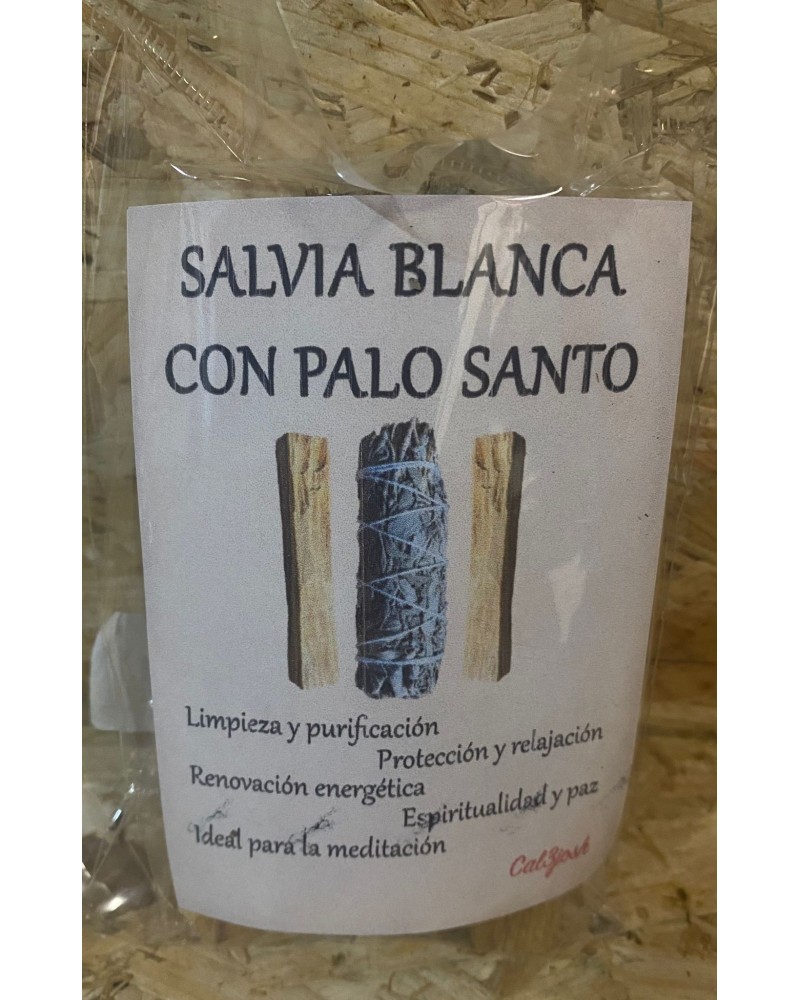 SALVIA BLANCA
CON PALO SANTO
Limpieza y purificación
Protección y relajación
Renovación energética
Espiritualidad y paz
Ideal para la meditación